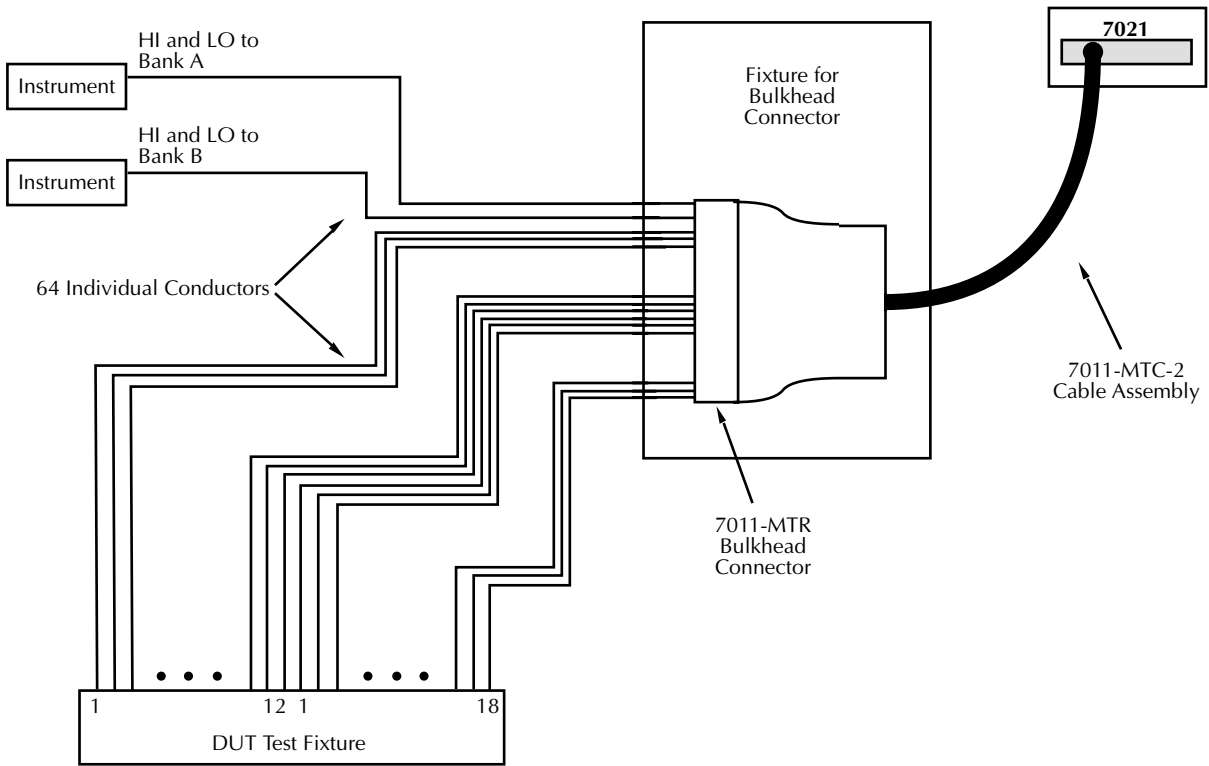 HI and LO to
Bank A
Instrument
HI and LO to
Bank B
Instrument
64 Individual Conductors
Fixture for
Bulkhead
Connector
7021
7011-MTC-2
Cable Assembly
7011-MTR
Bulkhead
Connector
1
12
1
18
DUT Test Fixture